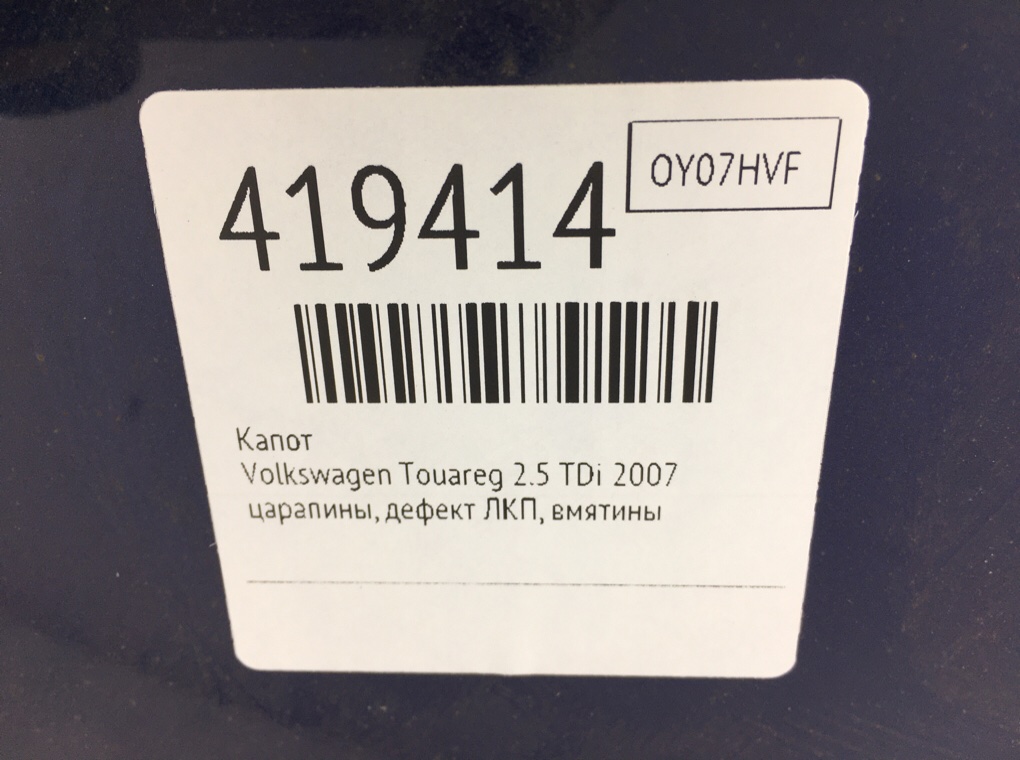 419414
OY07HVF
Капот
Volkswagen Touareg 2.5 TDi 2007
царапины, дефект ЛКП, вмятины